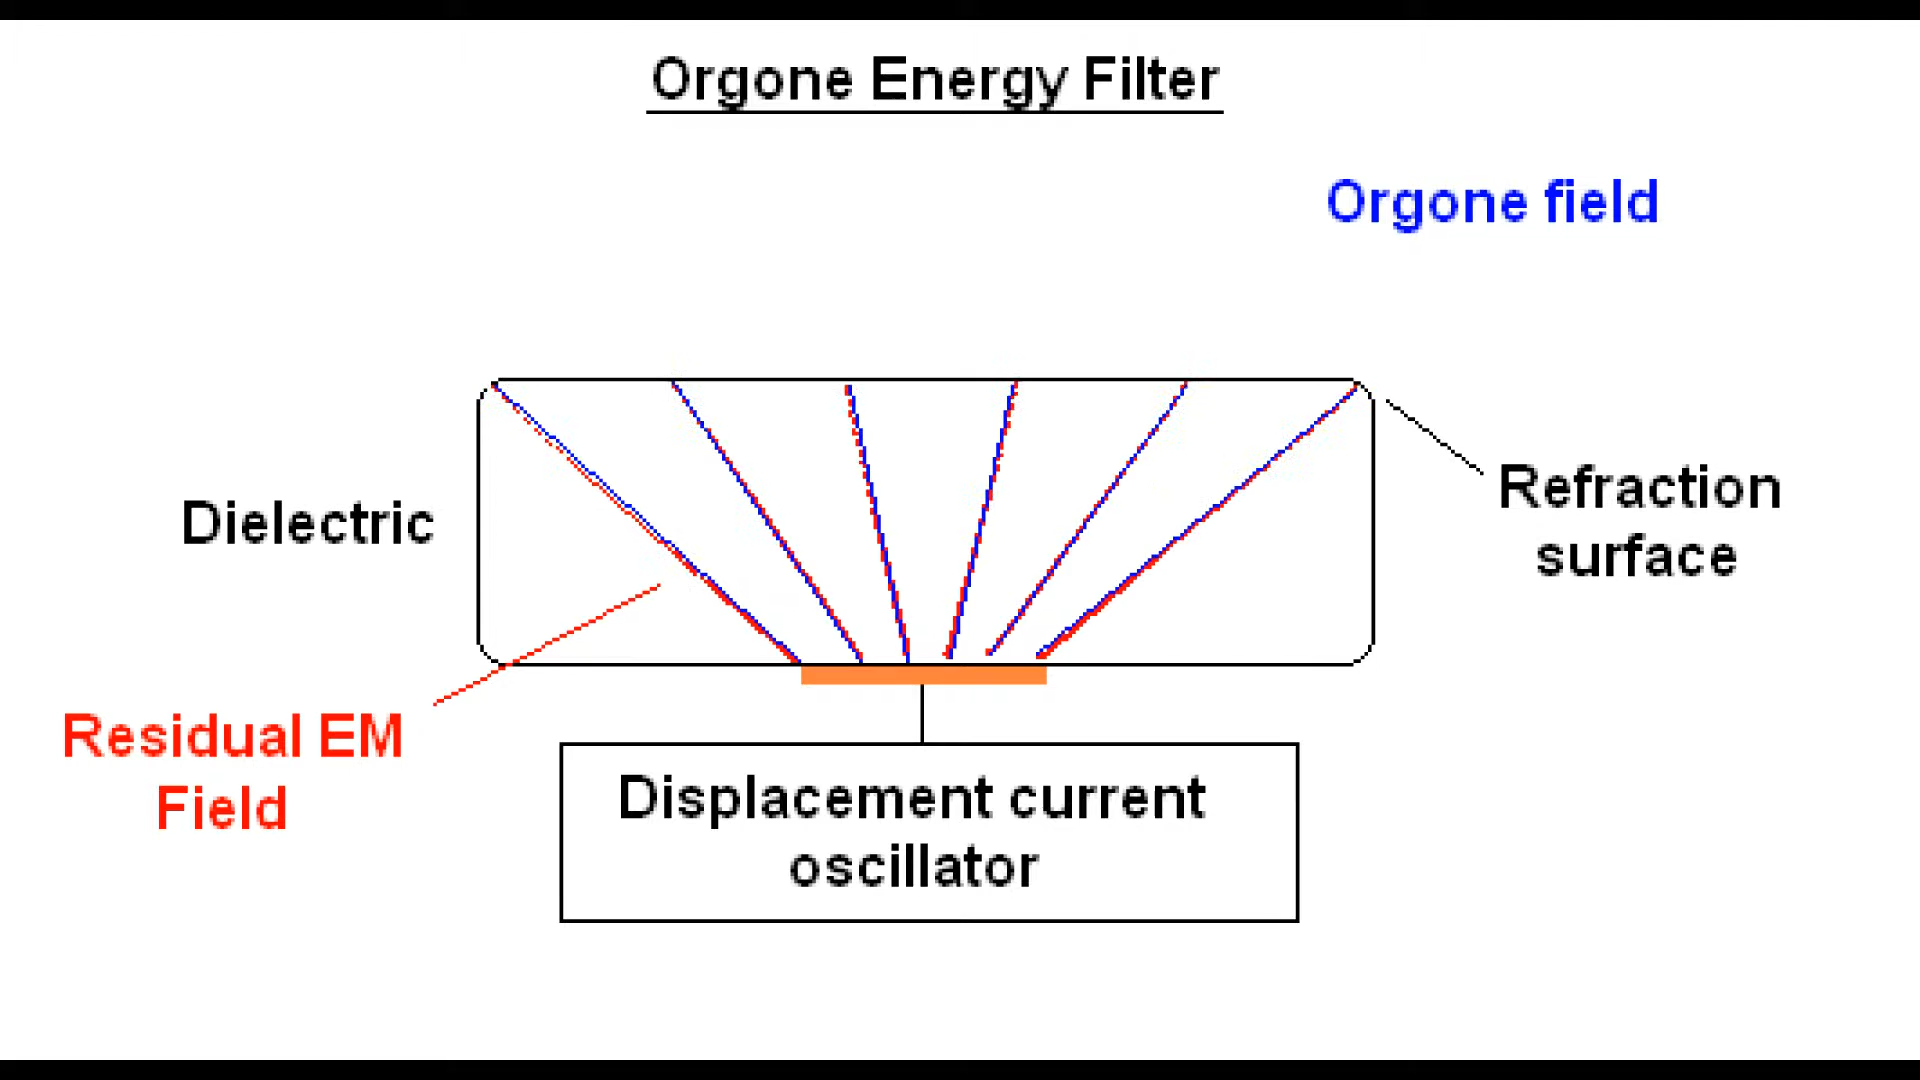 Orgone Energy Filter
Orgone field
Dielectric
Refraction
surface
Residual EM
Field
Displacement current
oscillator